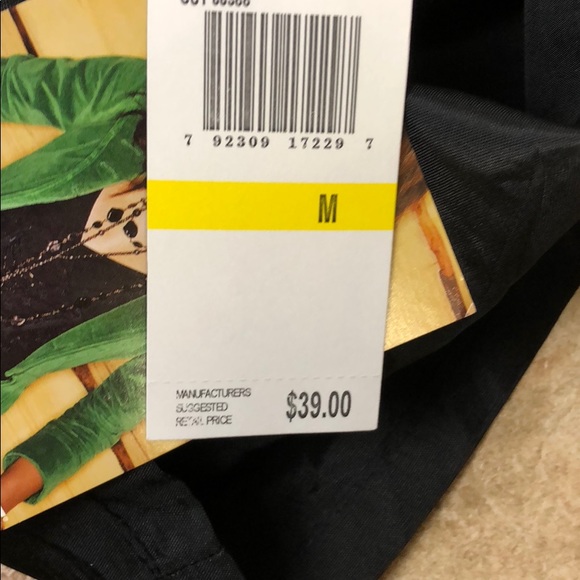 7 92309 17229 7
M
MANUFACTURERS
SUGGESTED
RETAIL PRICE
$39.00